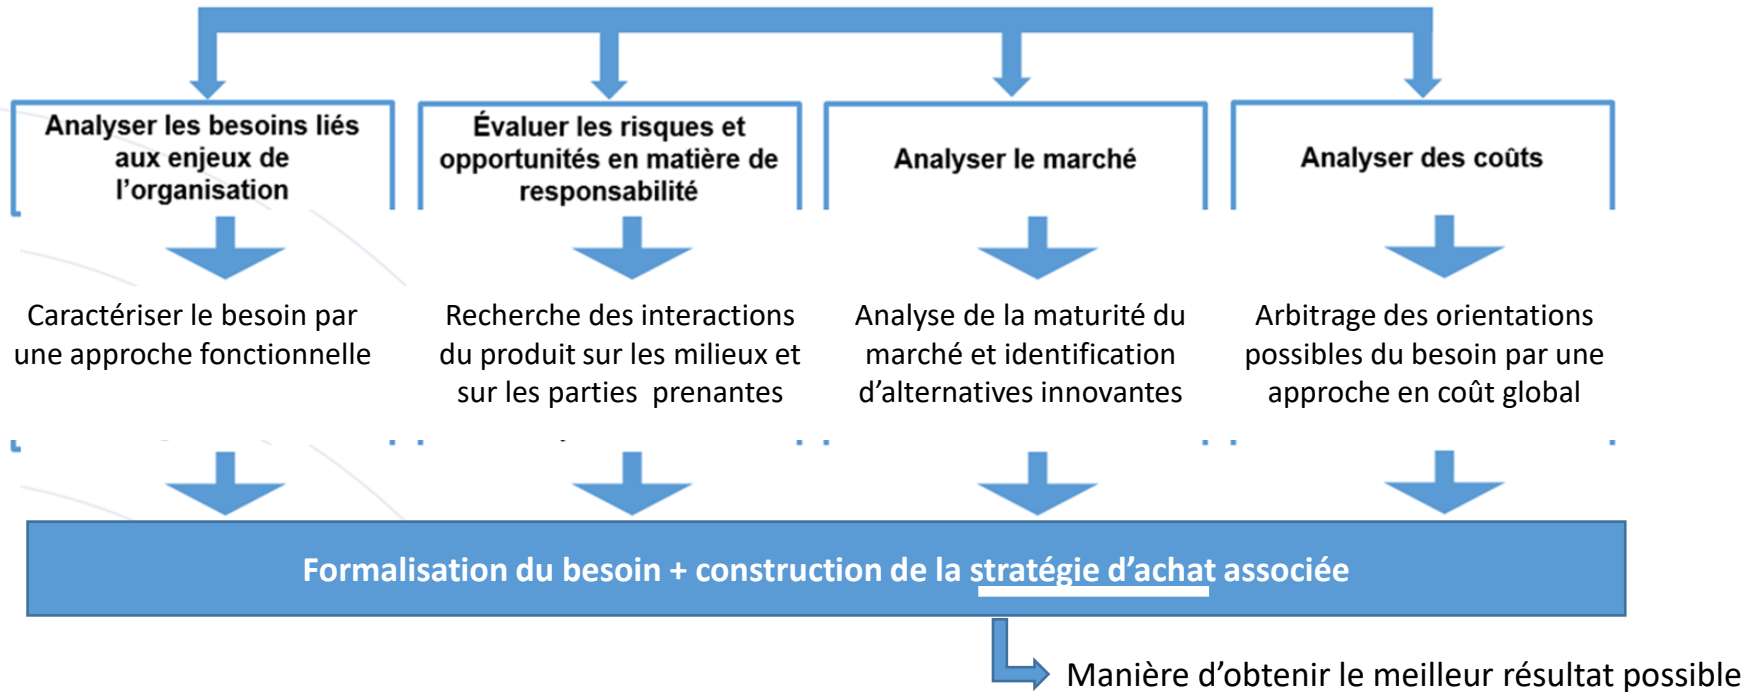 Analyser les besoins liés
aux enjeux de
l’organisation
Évaluer les risques et
opportunités en matière de
responsabilité
Analyser le marché
Analyser des coûts
Caractériser le besoin par
une approche fonctionnelle
Recherche des interactions
du produit sur les milieux et
sur les parties  prenantes
Analyse de la maturité du
marché et identification
d’alternatives innovantes
Arbitrage des orientations
possibles du besoin par une
approche en coût global
Formalisation du besoin + construction de la stratégie d’achat associée
Manière d’obtenir le meilleur résultat possible